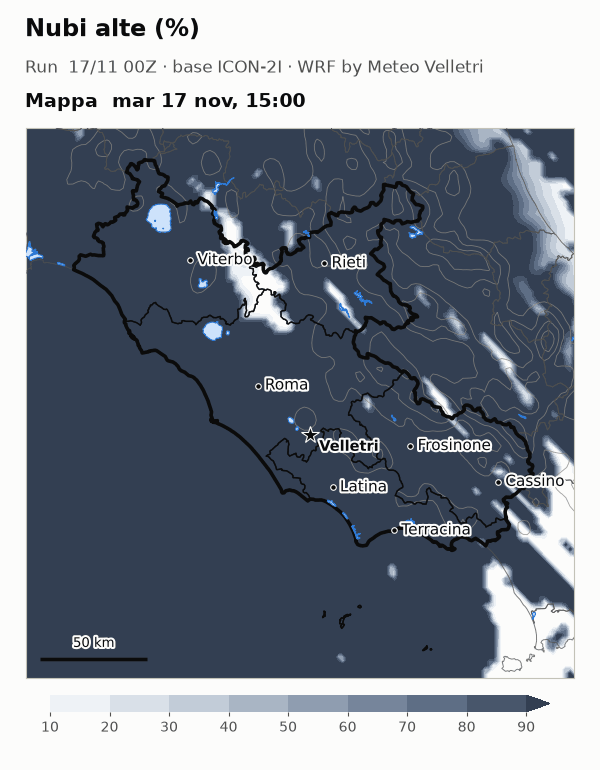 Nubi alte (%)
Run  17/11 00Z · base ICON-2I · WRF by Meteo Velletri
Mappa  mar 17 nov, 15:00
Viterbo
Rieti
Roma
Velletri
Frosinone
Cassino
Latina
Terracina
50 km
10 20 30 40 50 60 70 80 90